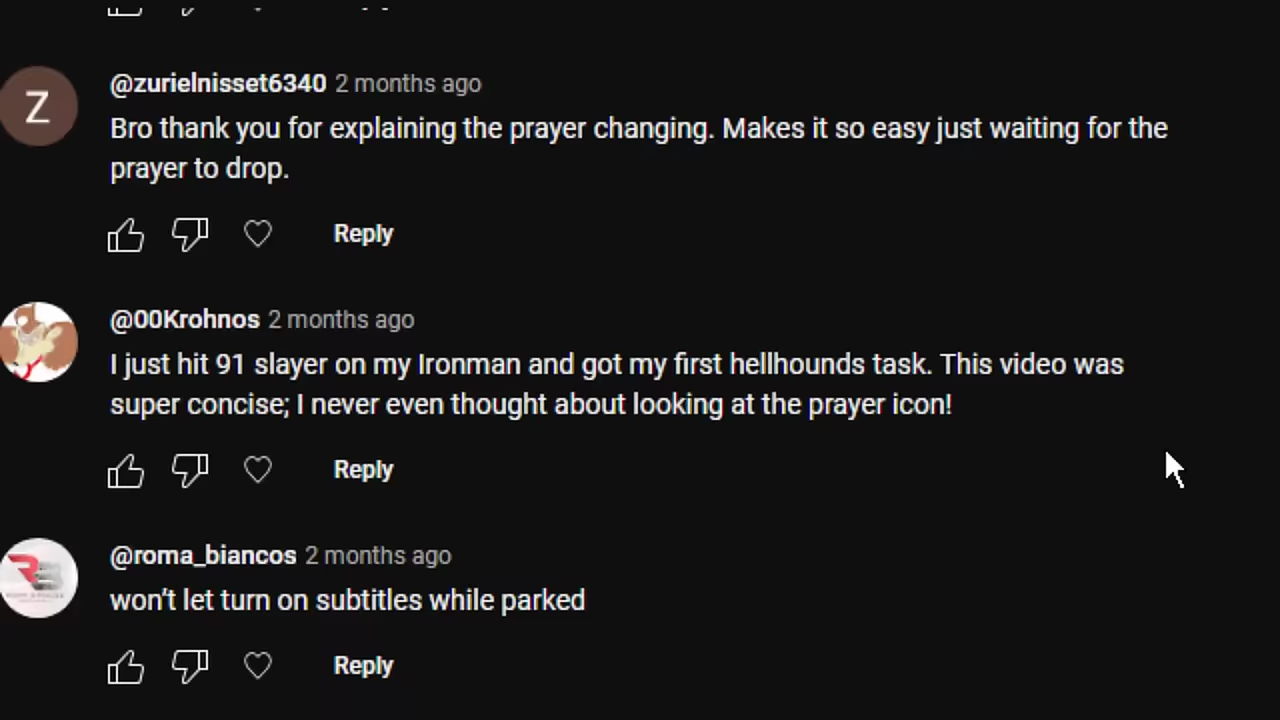 Z
@zurielnisset6340 2 months ago
Bro thank you for explaining the prayer changing. Makes it so easy just waiting for the
prayer to drop.
Reply
@00Krohnos 2 months ago
I just hit 91 slayer on my Ironman and got my first hellhounds task. This video was
super concise; I never even thought about looking at the prayer icon!
Reply
RB
@roma_biancos 2 months ago
won't let turn on subtitles while parked
Reply